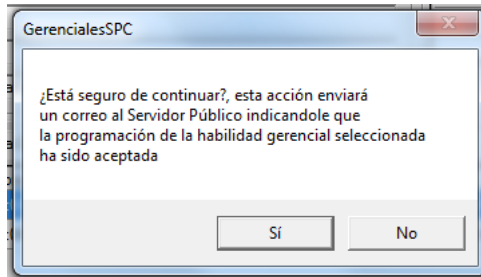 GerencialesSPC
¿Está seguro de continuar?, esta acción enviará
un correo al Servidor Público indicandole que
la programación de la habilidad gerencial seleccionada
ha sido aceptada
Sí
No